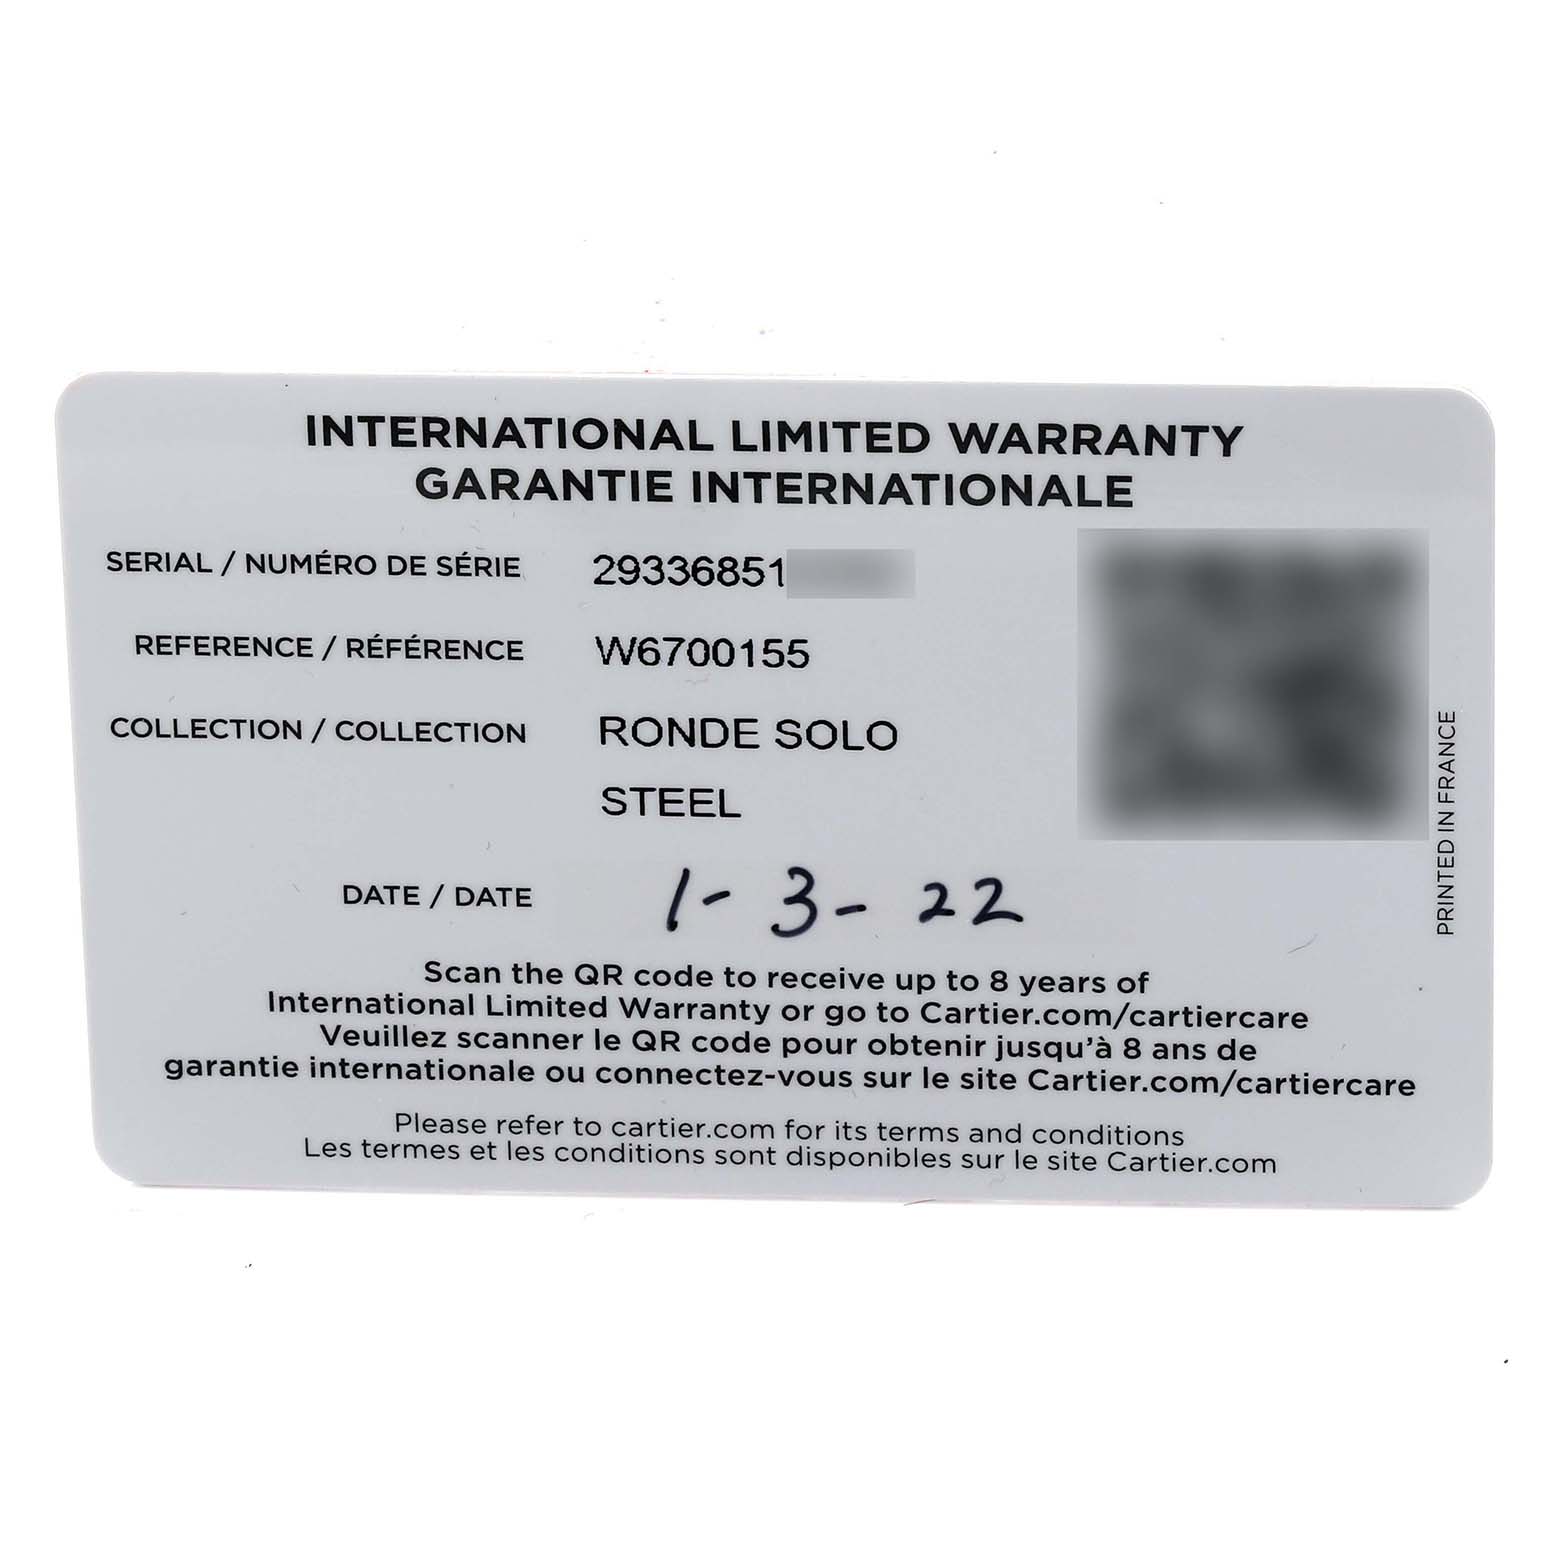 INTERNATIONAL LIMITED WARRANTY
GARANTIE INTERNATIONALE
SERIAL / NUMÉRO DE SÉRIE 29336851
REFERENCE / RÉFÉRENCE W6700155
COLLECTION / COLLECTION RONDE SOLO
STEEL
DATE / DATE 1-3-22
Scan the QR code to receive up to 8 years of
International Limited Warranty or go to Cartier.com/cartiercare
Veuillez scanner le QR code pour obtenir jusqu'à 8 ans de
garantie internationale ou connectez-vous sur le site Cartier.com/cartiercare
Please refer to cartier.com for its terms and conditions
Les termes et les conditions sont disponibles sur le site Cartier.com
PRINTED IN FRANCE